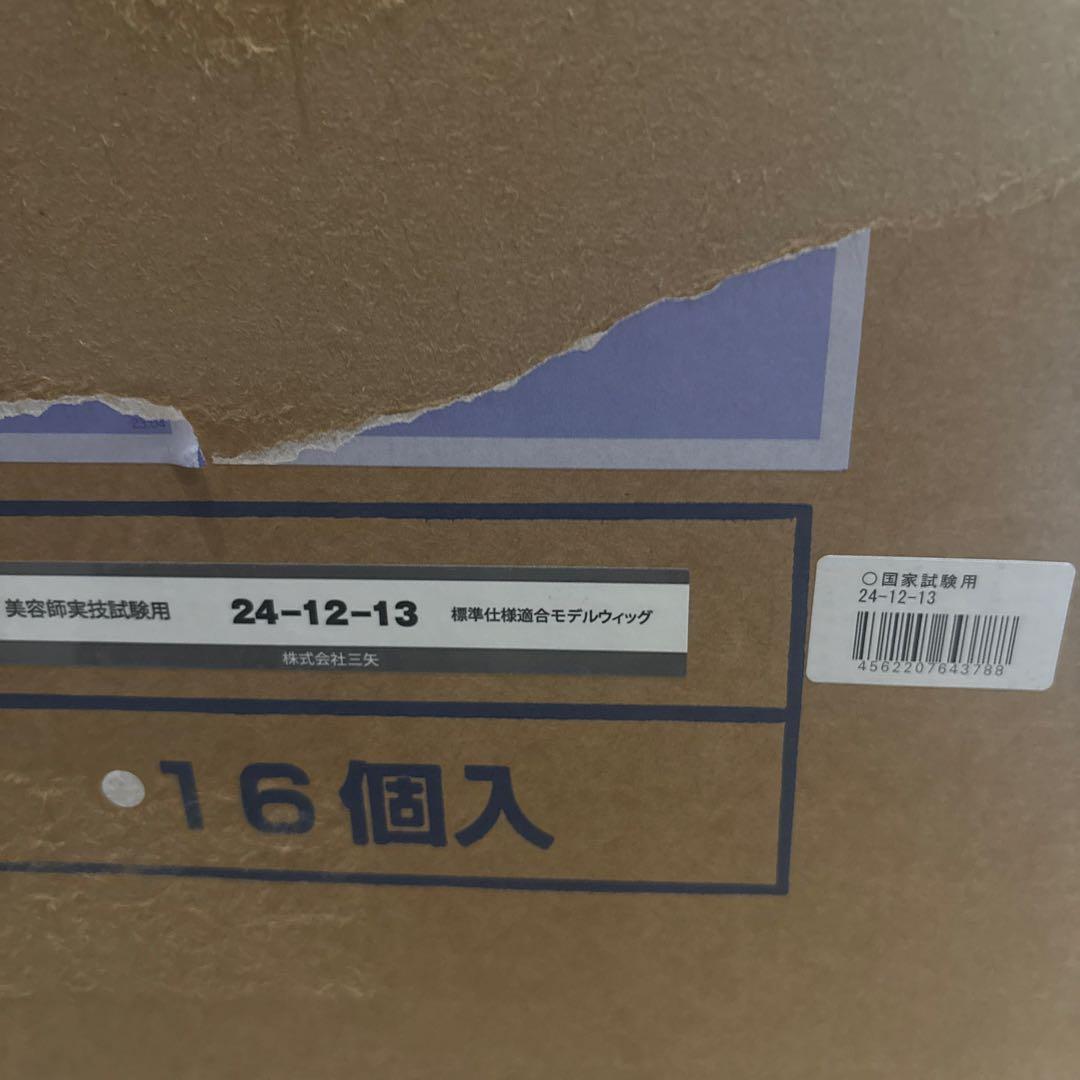 23.04
美容師実技試験用 24-12-13 標準仕様適合モデルウィッグ
株式会社三矢
○国家試験用
24-12-13
4562207643788
16個入